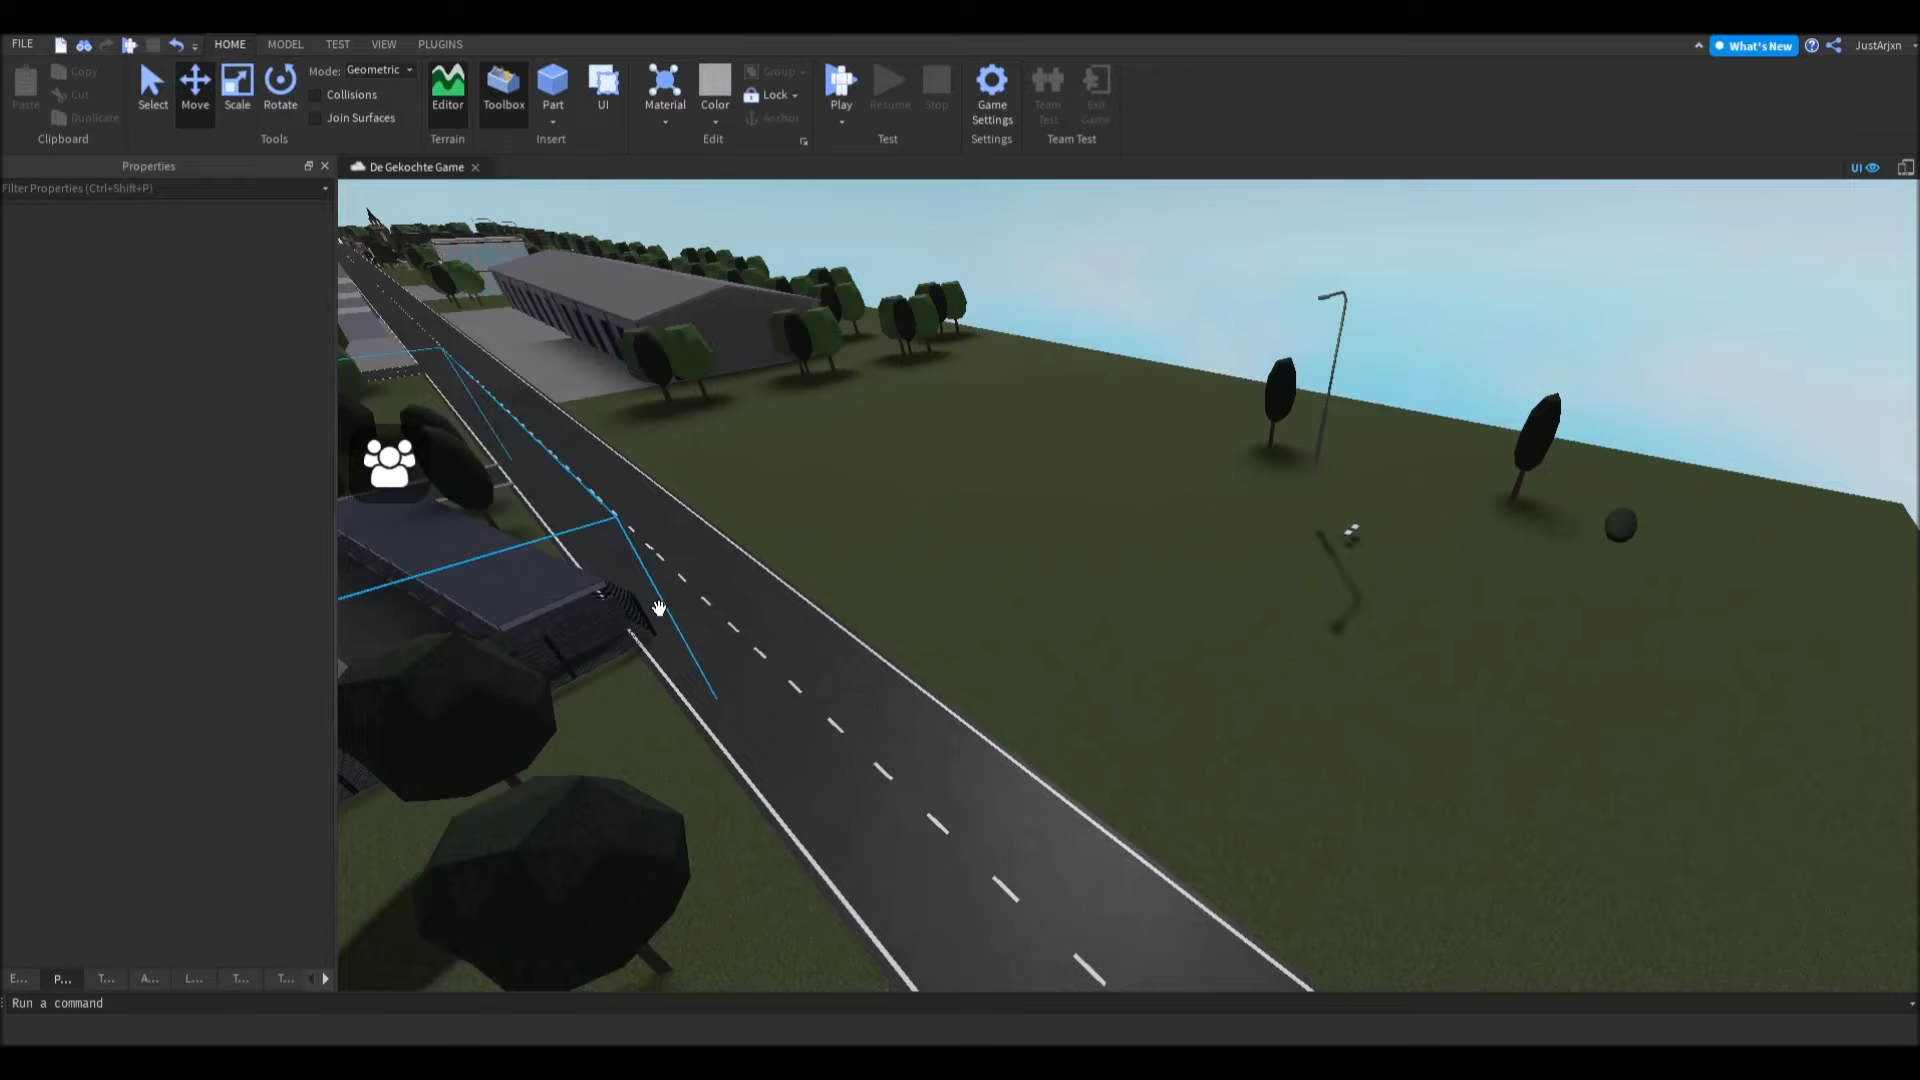 FILE HOME MODEL TEST VIEW PLUGINS What's New JustArjxn
Paste Copy Cut Duplicate Clipboard
Select Move Scale Rotate Mode: Geometric Collisions Join Surfaces Tools
Editor Terrain
Toolbox Part UI Insert
Material Color Group Lock Anchor Edit
Play Resume Stop Test
Game Settings Settings
Team Test Exit Game Team Test
Properties De Gekochte Game UI
Filter Properties (Ctrl+Shift+P)
E... P... T... A... L... T... T...
Run a command